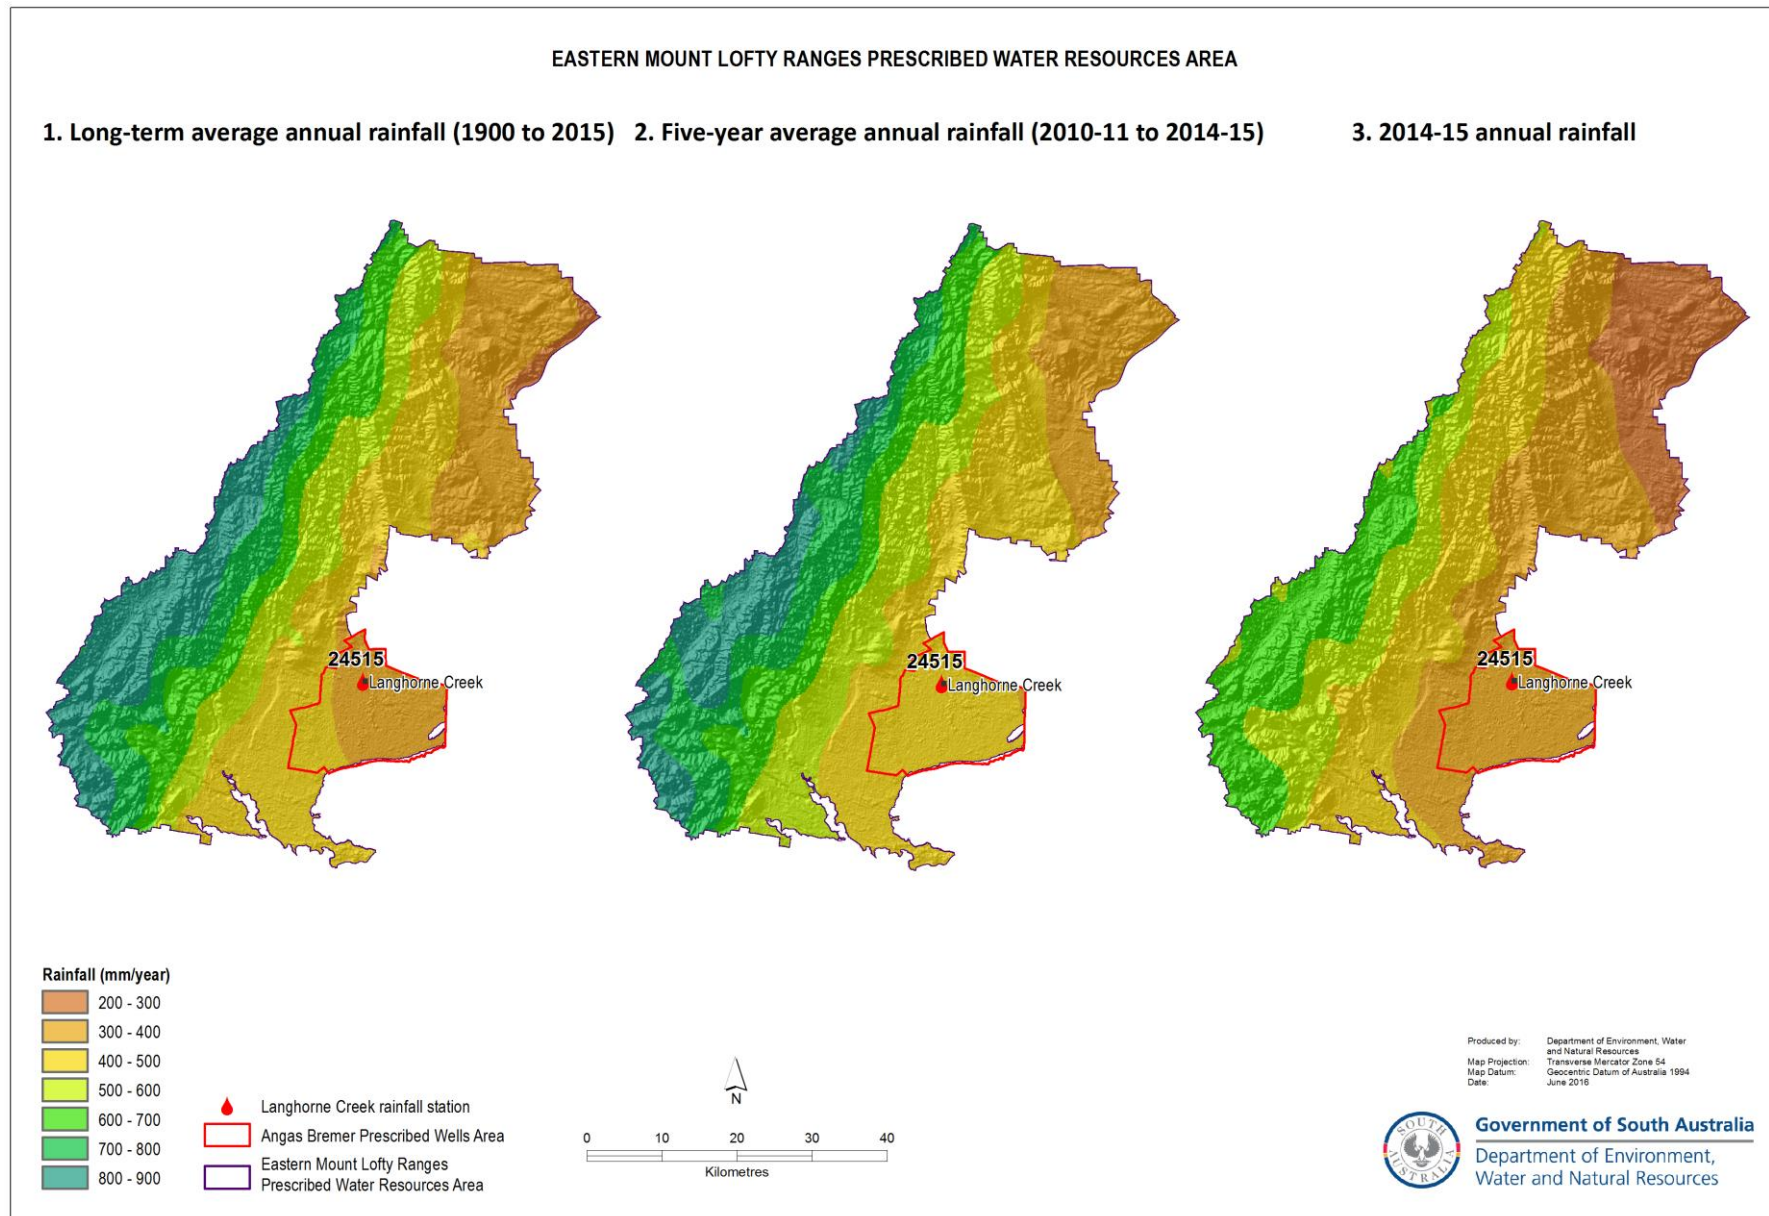 EASTERN MOUNT LOFTY RANGES PRESCRIBED WATER RESOURCES AREA
1. Long-term average annual rainfall (1900 to 2015)
2. Five-year average annual rainfall (2010-11 to 2014-15)
3. 2014-15 annual rainfall
24515
Langhorne Creek
24515
Langhorne Creek
24515
Langhorne Creek
Rainfall (mm/year)
200 - 300
300 - 400
400 - 500
500 - 600
600 - 700
700 - 800
800 - 900
Langhorne Creek rainfall station
Angas Bremer Prescribed Wells Area
Eastern Mount Lofty Ranges
Prescribed Water Resources Area
N
0 10 20 30 40
Kilometres
Produced by: Department of Environment, Water
and Natural Resources
Map Projection: Transverse Mercator Zone 54
Map Datum: Geocentric Datum of Australia 1994
Date: June 2016
SOUTH
AUSTRALIA
Government of South Australia
Department of Environment,
Water and Natural Resources